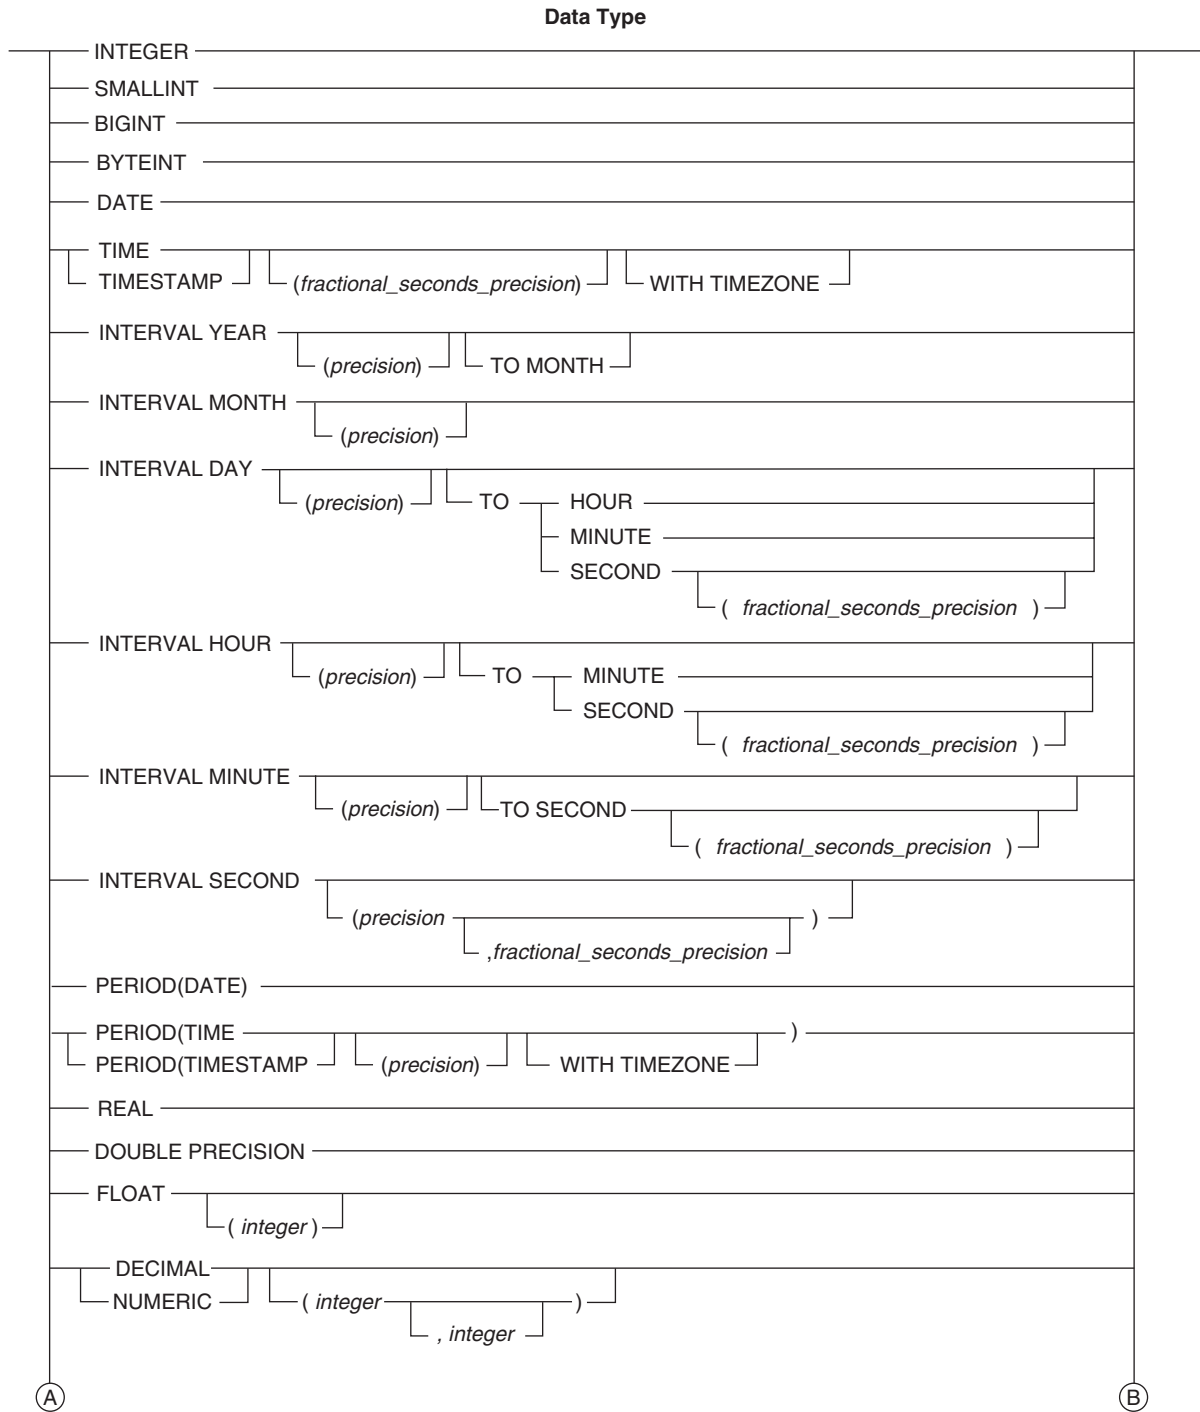 Data Type
INTEGER
SMALLINT
BIGINT
BYTEINT
DATE
TIME
TIMESTAMP (fractional_seconds_precision) WITH TIMEZONE
INTERVAL YEAR
(precision) TO MONTH
INTERVAL MONTH
(precision)
INTERVAL DAY
(precision) TO HOUR
MINUTE
SECOND
( fractional_seconds_precision )
INTERVAL HOUR
(precision) TO MINUTE
SECOND
( fractional_seconds_precision )
INTERVAL MINUTE
(precision) TO SECOND
( fractional_seconds_precision )
INTERVAL SECOND
(precision )
,fractional_seconds_precision
PERIOD(DATE)
PERIOD(TIME )
PERIOD(TIMESTAMP (precision) WITH TIMEZONE
REAL
DOUBLE PRECISION
FLOAT
( integer )
DECIMAL
NUMERIC ( integer )
, integer
A B